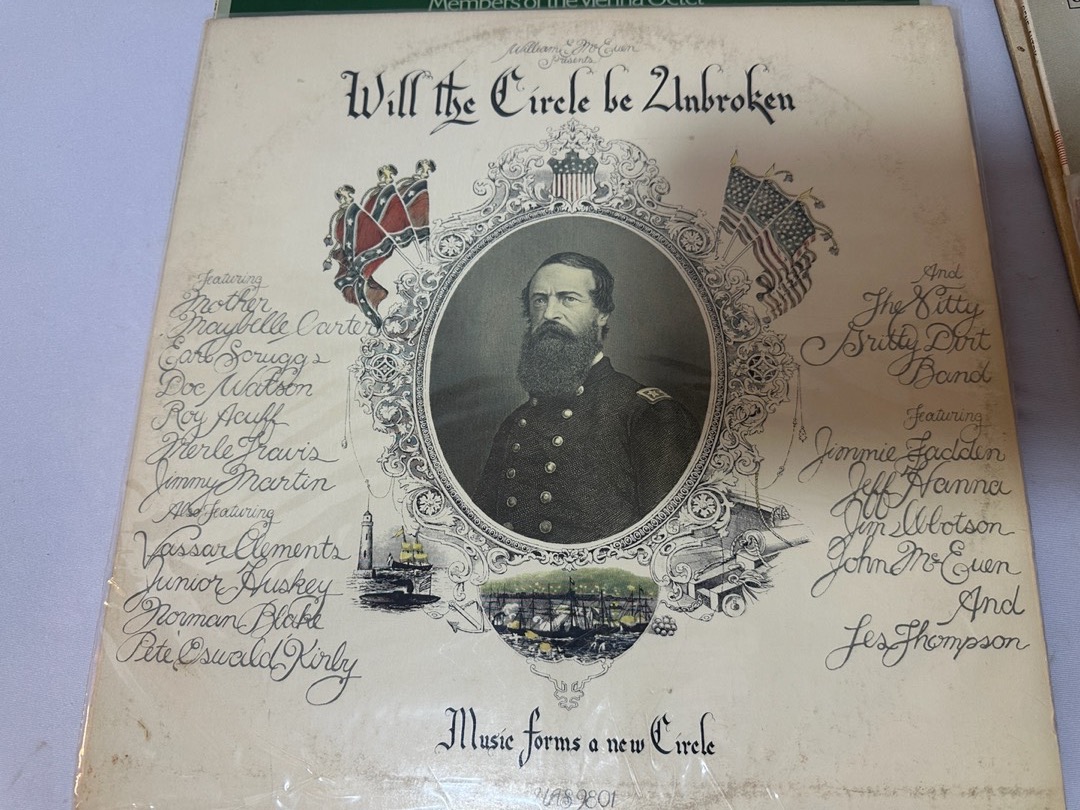 Members of the Vienna Octet
William E. McEuen
presents
Will the Circle be Unbroken
Featuring
Mother
Maybelle Carter
Earl Scruggs
Doc Watson
Roy Acuff
Merle Travis
Jimmy Martin
Also featuring
Vassar Clements
Junior Huskey
Norman Blake
Pete Oswald Kirby
And
The Nitty
Gritty Dirt
Band
Featuring
Jimmie Fadden
Jeff Hanna
Jim Ibbotson
John McEuen
And
Les Thompson
Music forms a new Circle
UAS 9801